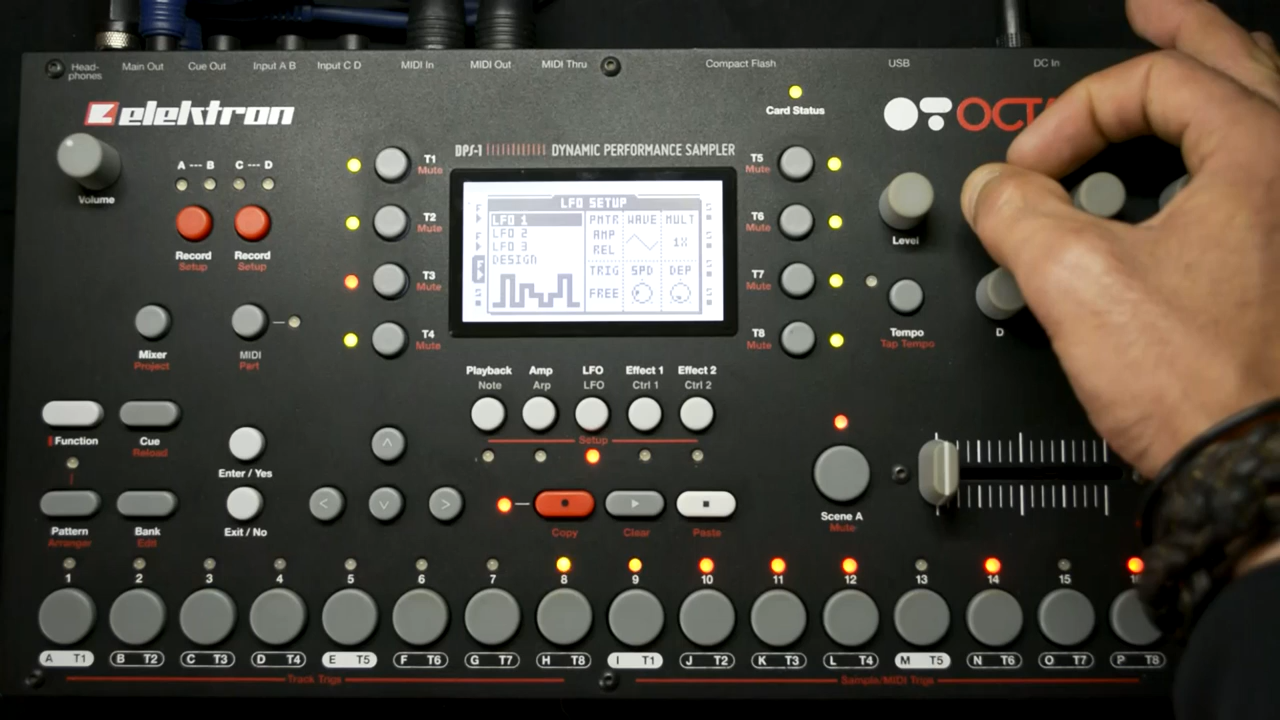 Head-
phones
Main Out
Cue Out
Input A B
Input C D
MIDI In
MIDI Out
MIDI Thru
Compact Flash
USB
DC In
elektron
Card Status
OCTA
DPS-1
DYNAMIC PERFORMANCE SAMPLER
A --- B
C --- D
Volume
Record
Setup
Record
Setup
T1
Mute
T2
Mute
T3
Mute
T4
Mute
T5
Mute
T6
Mute
T7
Mute
T8
Mute
LFO SETUP
LFO 1
LFO 2
LFO 3
DESIGN
PMTR
WAVE
MULT
AMP
REL
1X
TRIG
SPD
DEP
FREE
Level
Tempo
Tap Tempo
D
Mixer
Project
MIDI
Part
Playback
Amp
LFO
Effect 1
Effect 2
Note
Arp
LFO
Ctrl 1
Ctrl 2
Setup
Function
Cue
Reload
Enter / Yes
Exit / No
Pattern
Arranger
Bank
Edit
Copy
Clear
Paste
Scene A
Mute
1
2
3
4
5
6
7
8
9
10
11
12
13
14
15
A T1
B T2
C T3
D T4
E T5
F T6
G T7
H T8
I T1
J T2
K T3
L T4
M T5
N T6
O T7
P T8
Track Trigs
Sample/MIDI Trigs